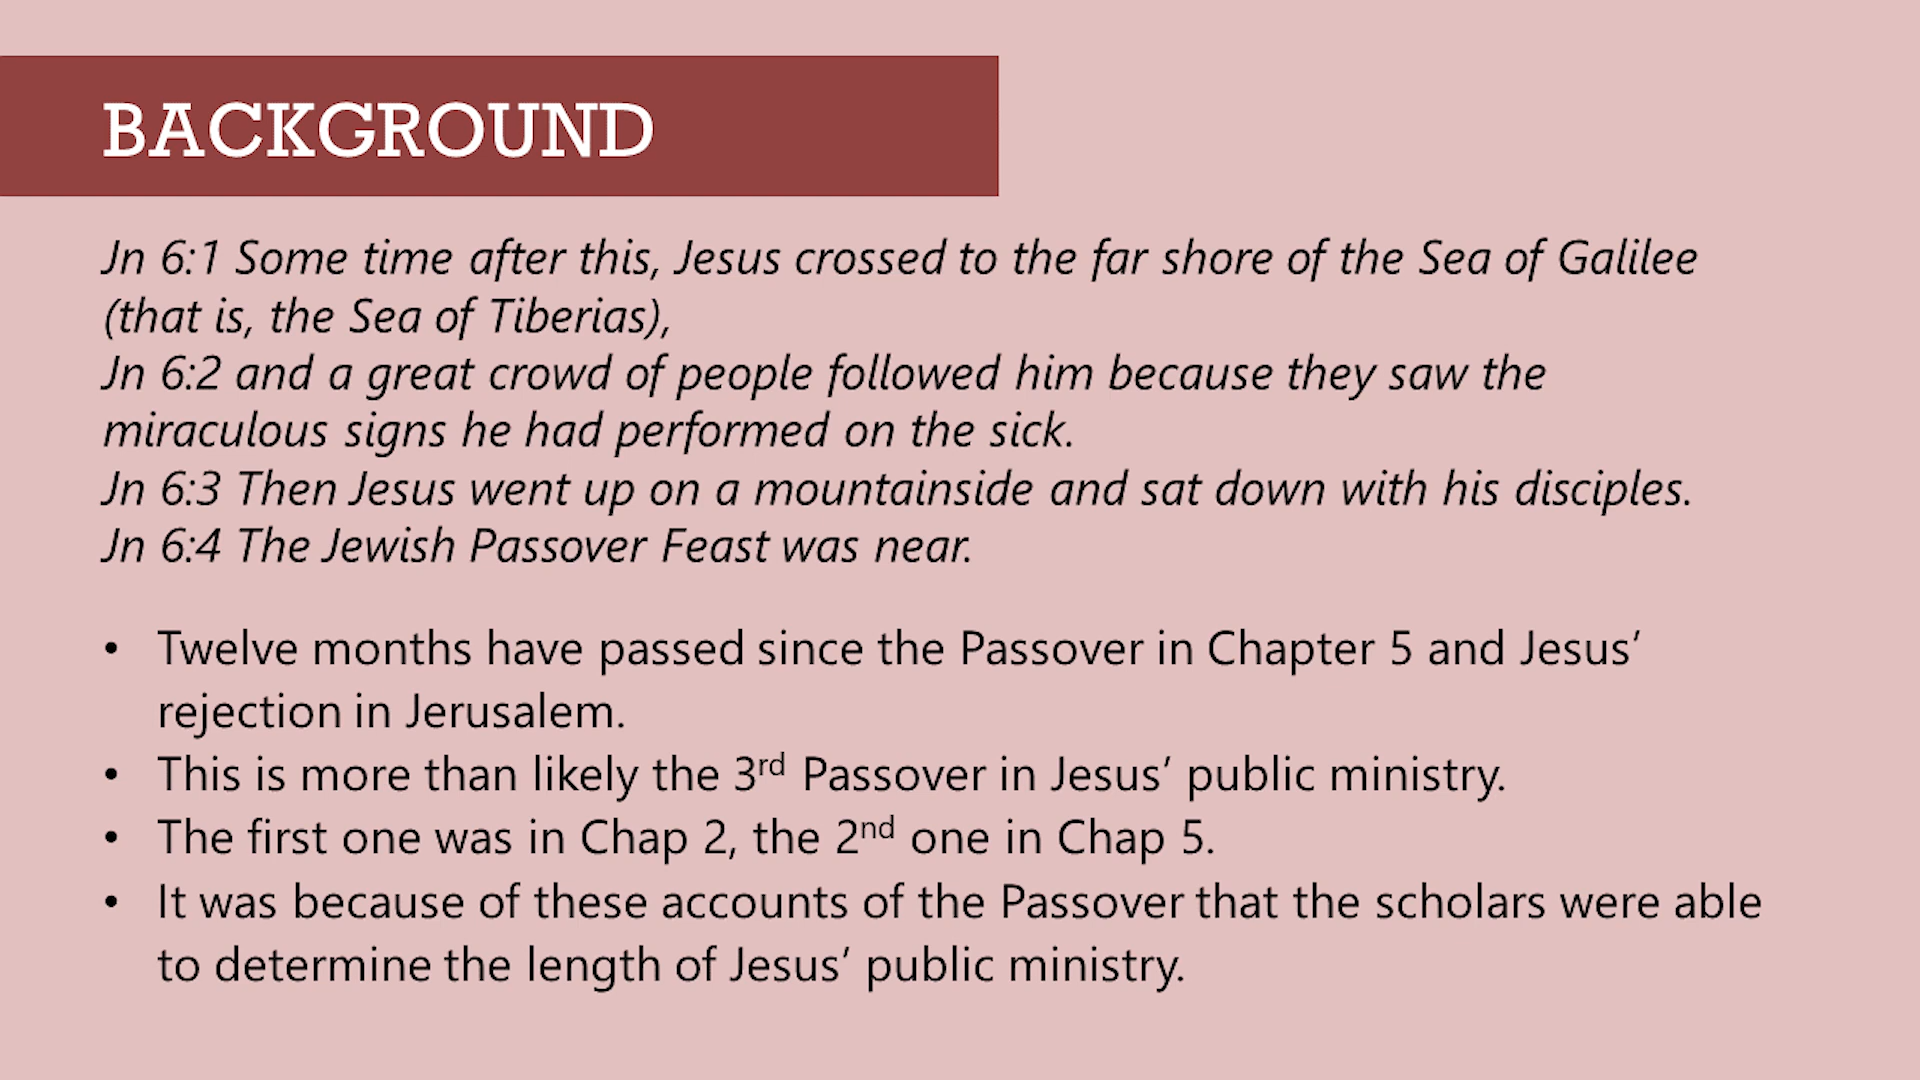 BACKGROUND
Jn 6:1 Some time after this, Jesus crossed to the far shore of the Sea of Galilee
(that is, the Sea of Tiberias),
Jn 6:2 and a great crowd of people followed him because they saw the
miraculous signs he had performed on the sick.
Jn 6:3 Then Jesus went up on a mountainside and sat down with his disciples.
Jn 6:4 The Jewish Passover Feast was near.
• Twelve months have passed since the Passover in Chapter 5 and Jesus’
rejection in Jerusalem.
• This is more than likely the 3rd Passover in Jesus’ public ministry.
• The first one was in Chap 2, the 2nd one in Chap 5.
• It was because of these accounts of the Passover that the scholars were able
to determine the length of Jesus’ public ministry.